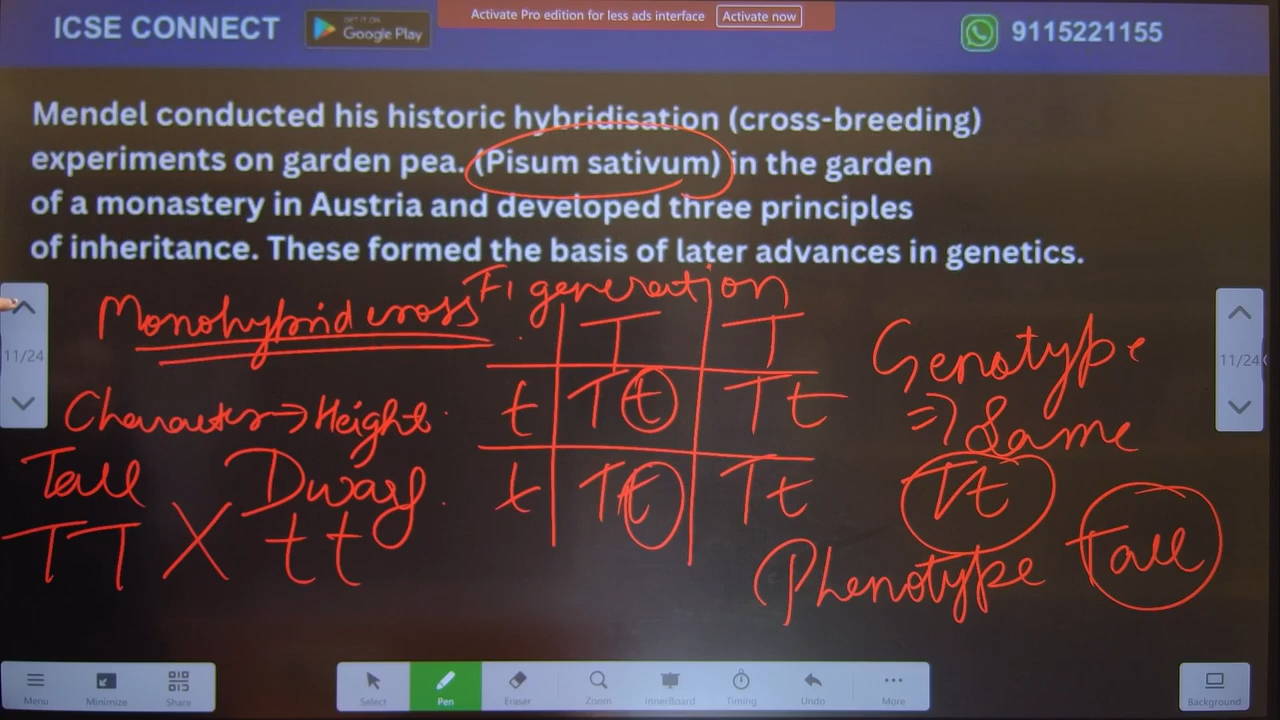 ICSE CONNECT
GET IT ON
Google Play
Activate Pro edition for less ads interface
Activate now
9115221155
Mendel conducted his historic hybridisation (cross-breeding)
experiments on garden pea. (Pisum sativum) in the garden
of a monastery in Austria and developed three principles
of inheritance. These formed the basis of later advances in genetics.
Monohybrid cross
Character → Height
Tall Dwarf
TT X tt
F1 generation
T T
t Tt Tt
t Tt Tt
Genotype
⇒ Same
Tt
Phenotype Tall
11/24
11/24
Menu
Minimize
Share
Select
Pen
Eraser
Zoom
InnerBoard
Timing
Undo
More
Background